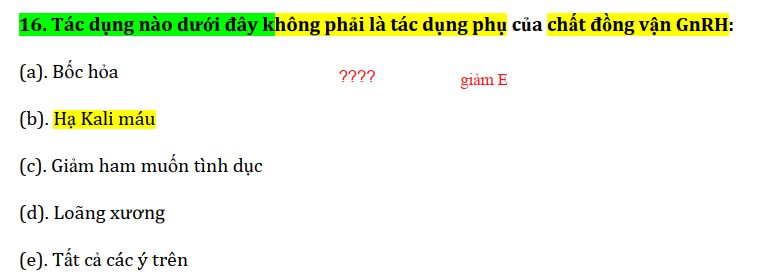 16. Tác dụng nào dưới đây không phải là tác dụng phụ của chất đồng vận GnRH:
(a). Bốc hỏa
????
giảm E
(b). Hạ Kali máu
(c). Giảm ham muốn tình dục
(d). Loãng xương
(e). Tất cả các ý trên